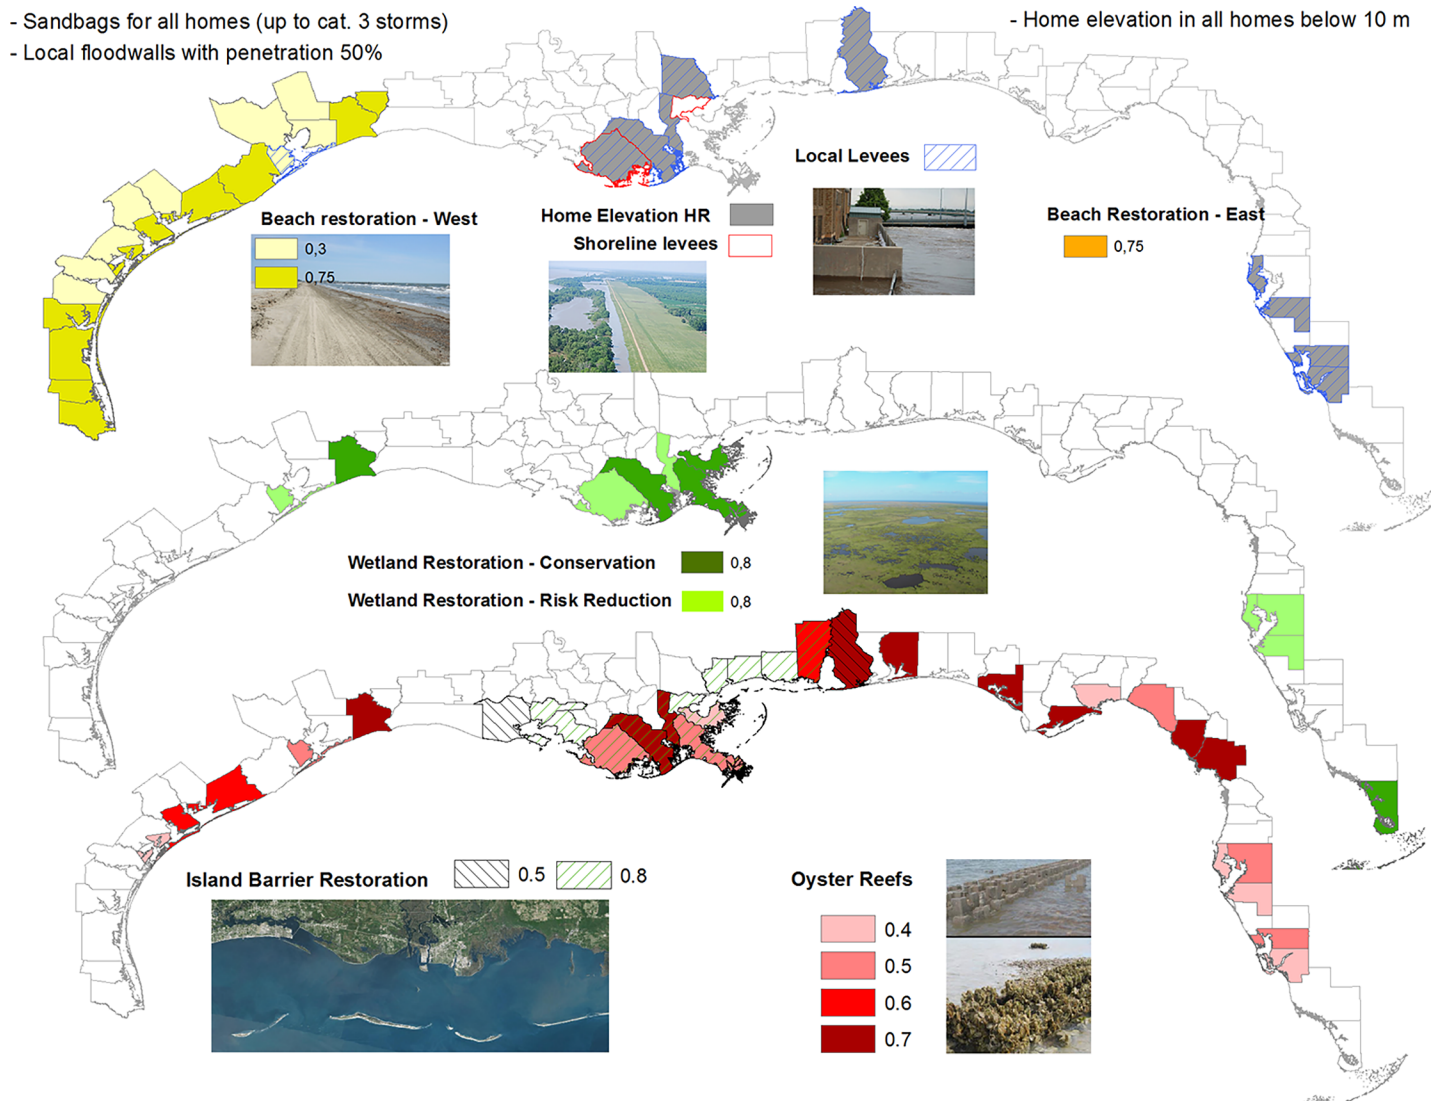 - Sandbags for all homes (up to cat. 3 storms)
- Local floodwalls with penetration 50%
- Home elevation in all homes below 10 m
Local Levees
Beach restoration - West
0,3
0,75
Home Elevation HR
Shoreline levees
Beach Restoration - East
0,75
Wetland Restoration - Conservation
0,8
Wetland Restoration - Risk Reduction
0,8
Island Barrier Restoration
0.5
0.8
Oyster Reefs
0.4
0.5
0.6
0.7